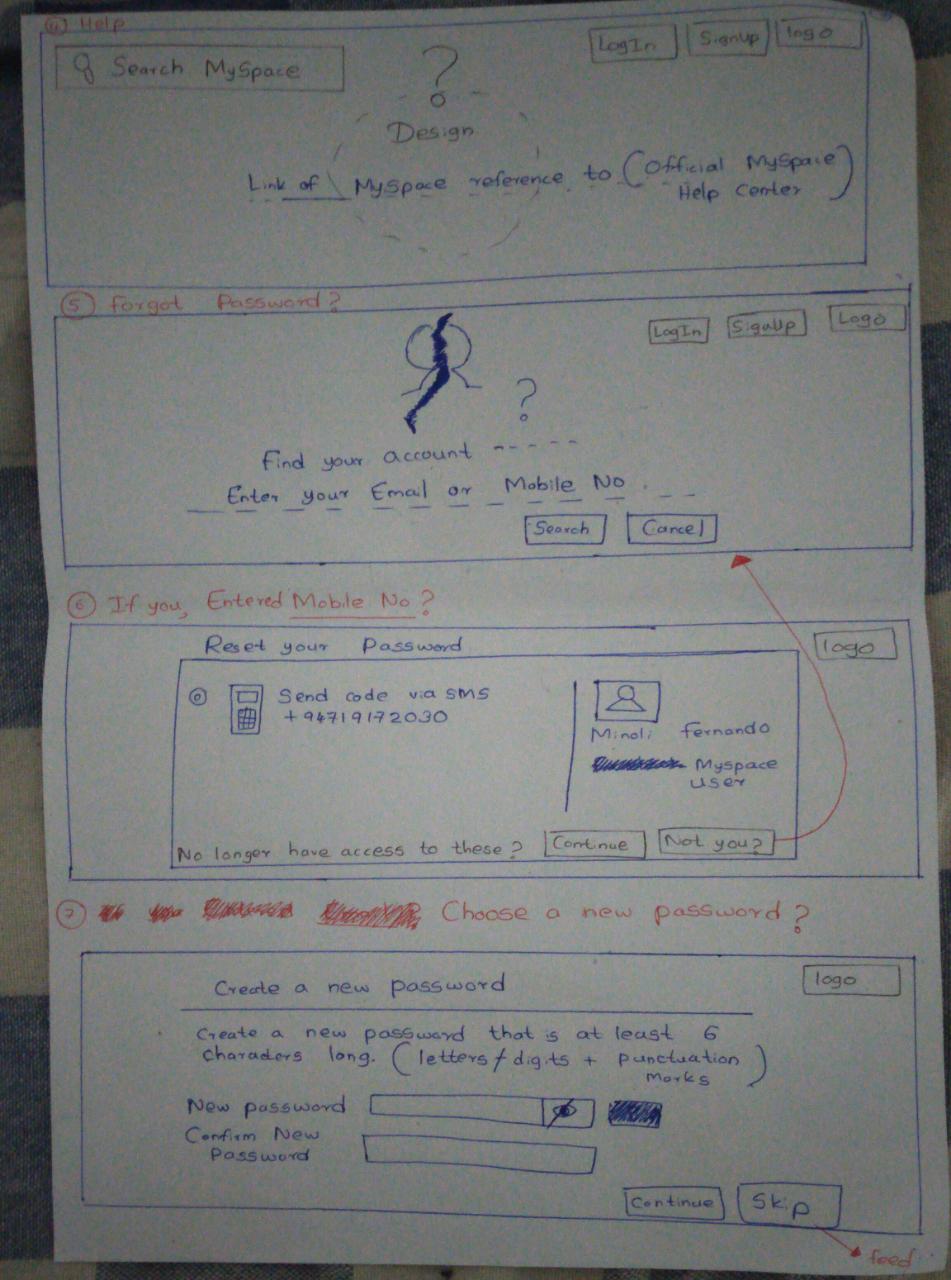 ④ Help
LogIn SignUp logo
Search MySpace
?
Design
Link of MySpace reference to (Official MySpace
Help Center)
⑤ Forgot Password?
LogIn SignUp Logo
?
Find your account -----
Enter your Email or Mobile No
Search Cancel
⑥ If you, Entered Mobile No?
Reset your Password
logo
Send code via SMS
+94719172030
Minoli Fernando
Myspace
user
No longer have access to these? Continue Not you?
⑦ Choose a new password?
logo
Create a new password
Create a new password that is at least 6
charaders long. (letters/digits + punctuation
marks)
New password
Confirm New
Password
Continue Skip
feed